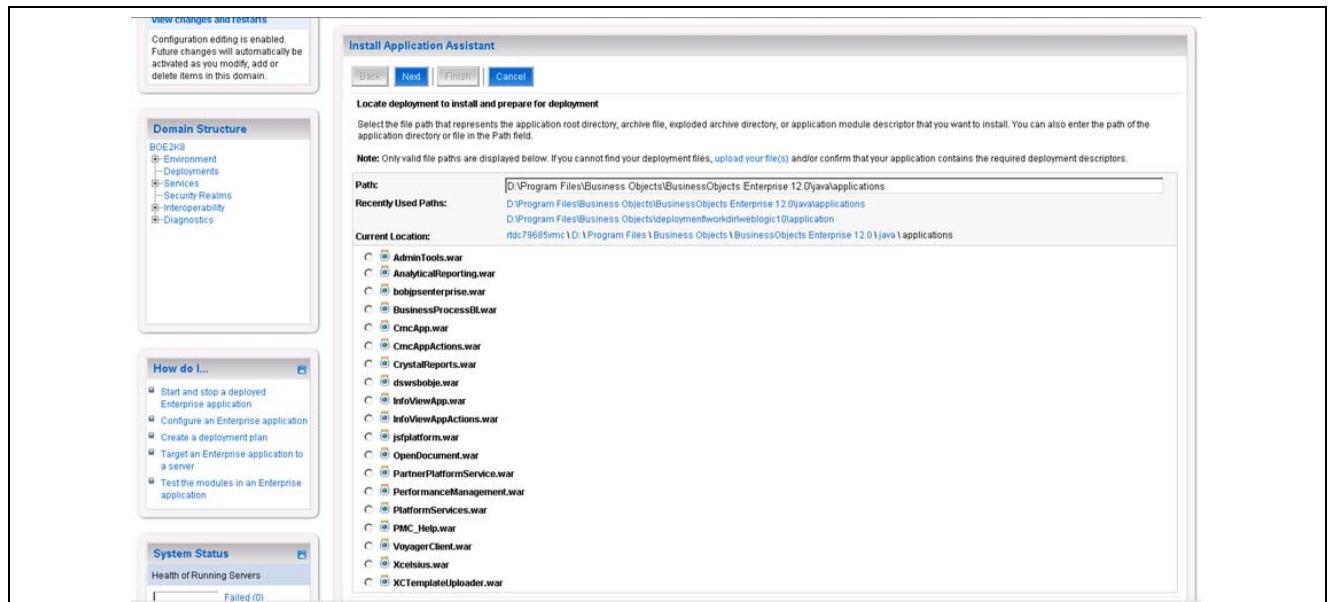 View changes and restarts
Configuration editing is enabled.
Future changes will automatically be
activated as you modify, add or
delete items in this domain.
Domain Structure
BOE2K8
Environment
Deployments
Services
Security Realms
Interoperability
Diagnostics
How do I...
Start and stop a deployed
Enterprise application
Configure an Enterprise application
Create a deployment plan
Target an Enterprise application to
a server
Test the modules in an Enterprise
application
System Status
Health of Running Servers
Failed (0)
Install Application Assistant
Back Next Finish Cancel
Locate deployment to install and prepare for deployment
Select the file path that represents the application root directory, archive file, exploded archive directory, or application module descriptor that you want to install. You can also enter the path of the
application directory or file in the Path field.
Note: Only valid file paths are displayed below. If you cannot find your deployment files, upload your file(s) and/or confirm that your application contains the required deployment descriptors.
Path: D:\Program Files\Business Objects\BusinessObjects Enterprise 12.0\java\applications
Recently Used Paths: D:\Program Files\Business Objects\BusinessObjects Enterprise 12.0\java\applications
D:\Program Files\Business Objects\deployment\workdir\weblogic10\application
Current Location: rtdc79685vmc \ D: \ Program Files \ Business Objects \ BusinessObjects Enterprise 12.0 \ java \ applications
AdminTools.war
AnalyticalReporting.war
bobjpsenterprise.war
BusinessProcessBI.war
CmcApp.war
CmcAppActions.war
CrystalReports.war
dswsbobje.war
InfoViewApp.war
InfoViewAppActions.war
jsfplatform.war
OpenDocument.war
PartnerPlatformService.war
PerformanceManagement.war
PlatformServices.war
PMC_Help.war
VoyagerClient.war
Xcelsius.war
XCTemplateUploader.war